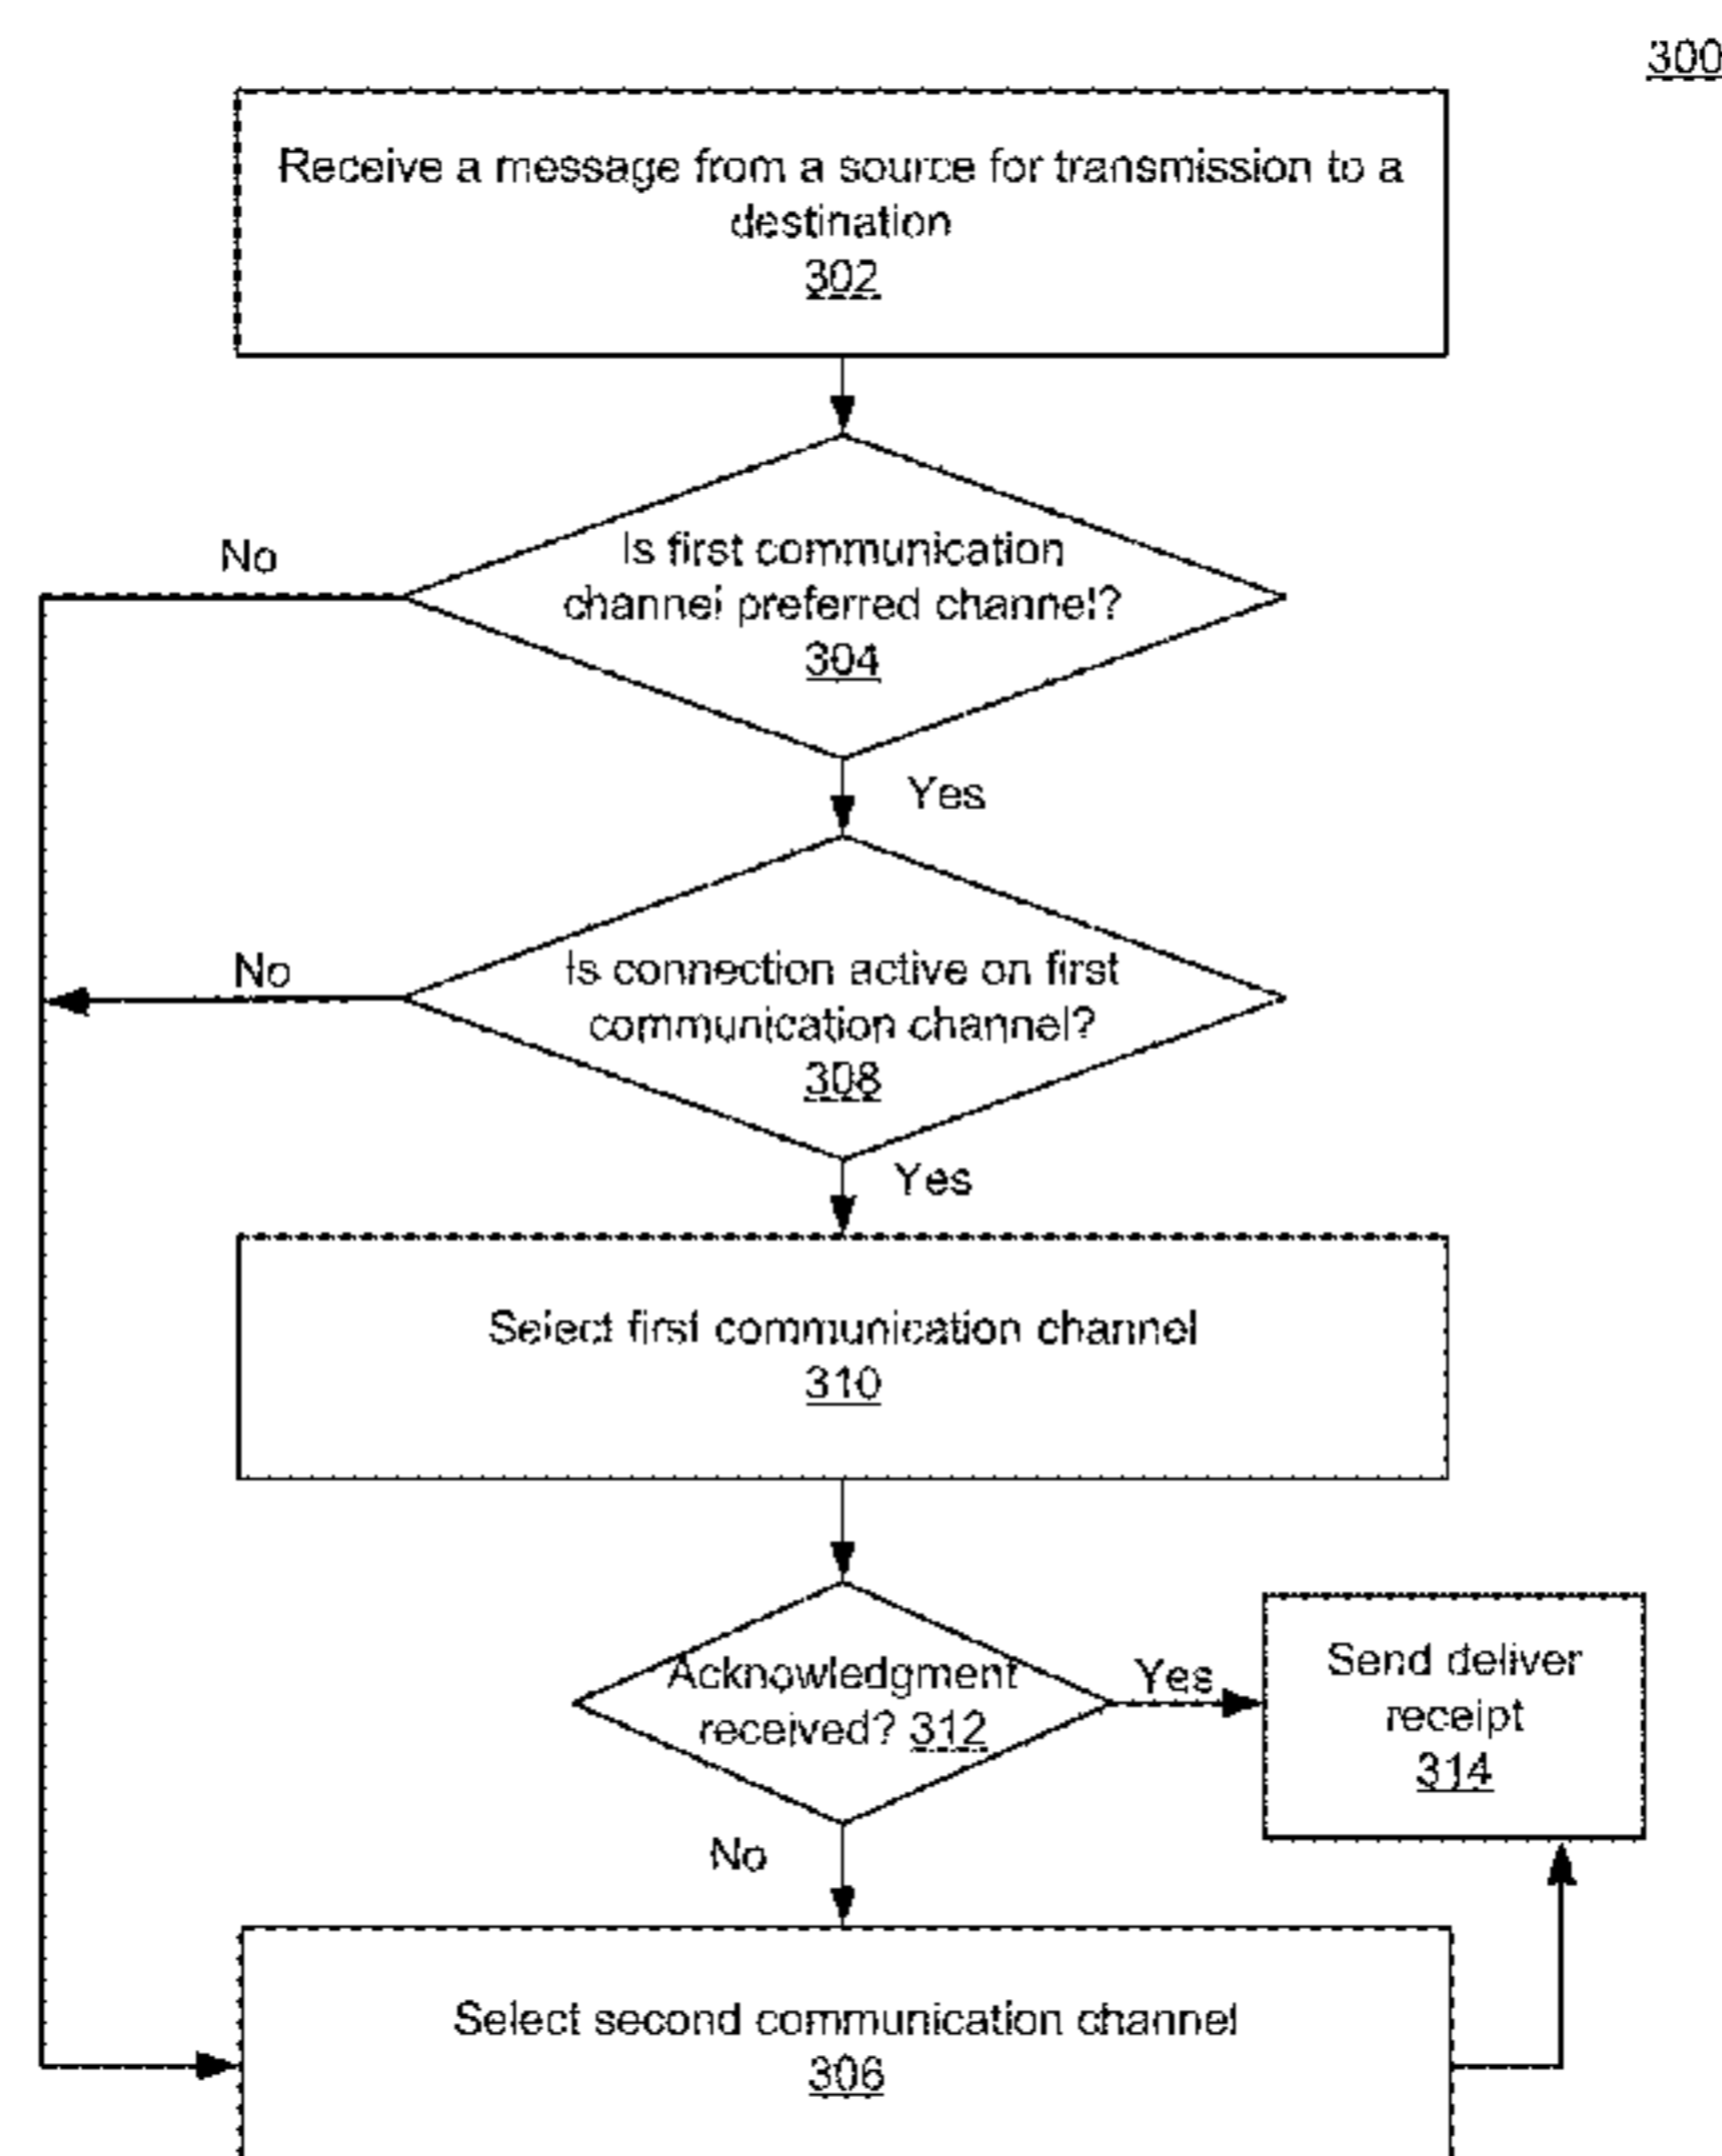 300
Receive a message from a source for transmission to a
destination
302
Is first communication
channel preferred channel?
304
No
Yes
Is connection active on first
communication channel?
308
No
Yes
Select first communication channel
310
Acknowledgment
received? 312
Yes
Send deliver
receipt
314
No
Select second communication channel
306